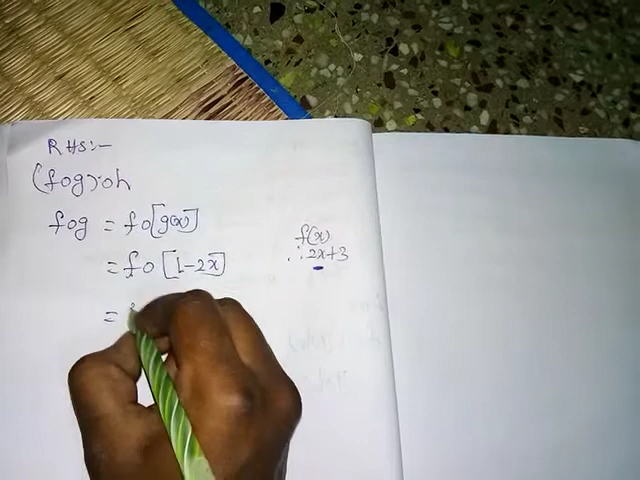 RHS:-
(fog)oh
fog = fo[g(x)]
= fo [1-2x]
=
f(x)
∴ 2x+3